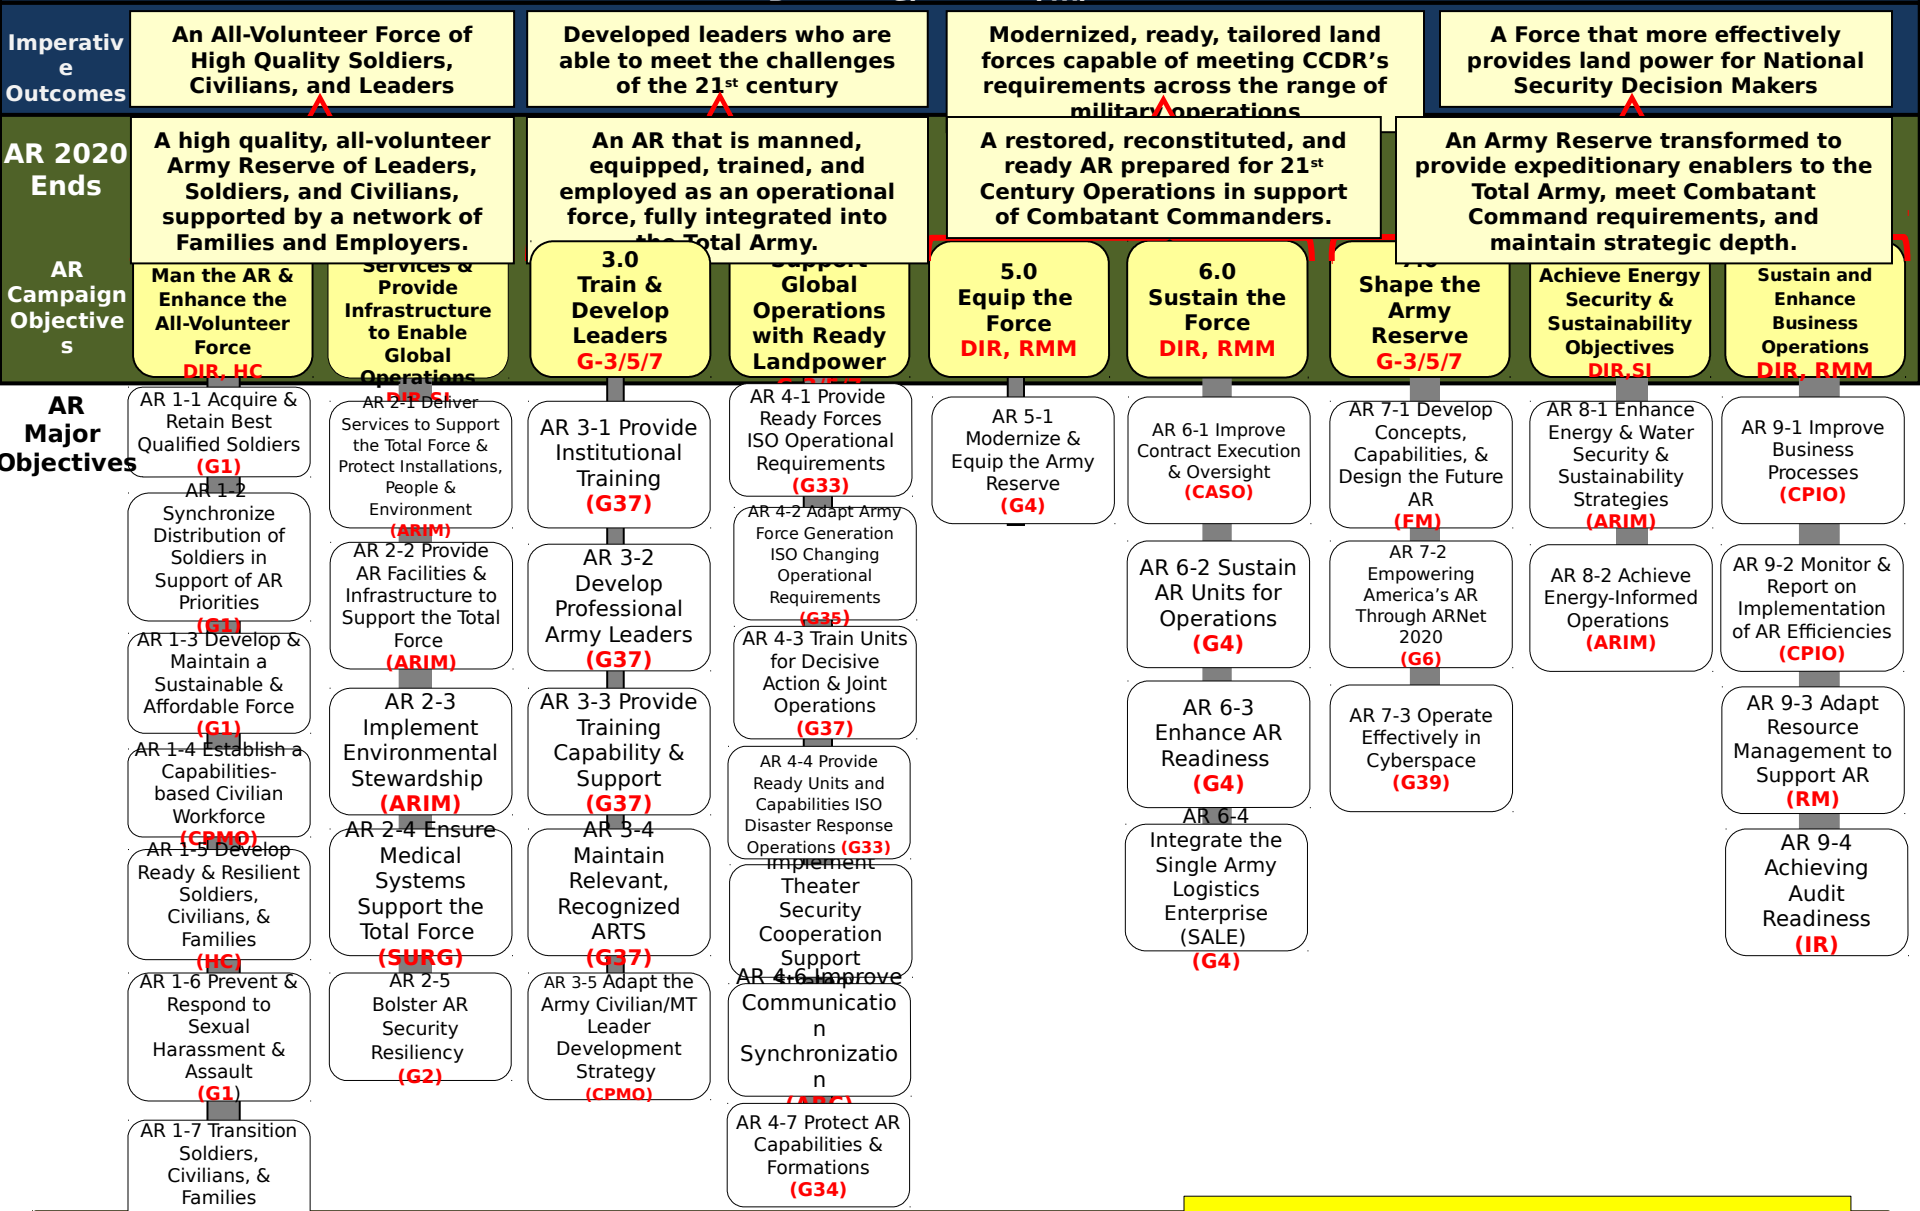 Imperativ
e
Outcomes
An All-Volunteer Force of
High Quality Soldiers,
Civilians, and Leaders
Developed leaders who are
able to meet the challenges
of the 21st century
Modernized, ready, tailored land
forces capable of meeting CCDR’s
requirements across the range of
military operations
A Force that more effectively
provides land power for National
Security Decision Makers
AR 2020
Ends
A high quality, all-volunteer
Army Reserve of Leaders,
Soldiers, and Civilians,
supported by a network of
Families and Employers.
An AR that is manned,
equipped, trained, and
employed as an operational
force, fully integrated into
the Total Army.
A restored, reconstituted, and
ready AR prepared for 21st
Century Operations in support
of Combatant Commanders.
An Army Reserve transformed to
provide expeditionary enablers to the
Total Army, meet Combatant
Command requirements, and
maintain strategic depth.
AR
Campaign
Objective
s
Man the AR &
Enhance the
All-Volunteer
Force
DIR, HC
Services &
Provide
Infrastructure
to Enable
Global
Operations
DIR,SI
3.0
Train &
Develop
Leaders
G-3/5/7
Support
Global
Operations
with Ready
Landpower
G-3/5/7
5.0
Equip the
Force
DIR, RMM
6.0
Sustain the
Force
DIR, RMM
7.0
Shape the
Army
Reserve
G-3/5/7
Achieve Energy
Security &
Sustainability
Objectives
DIR,SI
Sustain and
Enhance
Business
Operations
DIR, RMM
AR
Major
Objectives
AR 1-1 Acquire &
Retain Best
Qualified Soldiers
(G1)
AR 1-2
Synchronize
Distribution of
Soldiers in
Support of AR
Priorities
(G1)
AR 1-3 Develop &
Maintain a
Sustainable &
Affordable Force
(G1)
AR 1-4 Establish a
Capabilities-
based Civilian
Workforce
(CPMO)
AR 1-5 Develop
Ready & Resilient
Soldiers,
Civilians, &
Families
(HC)
AR 1-6 Prevent &
Respond to
Sexual
Harassment &
Assault
(G1)
AR 1-7 Transition
Soldiers,
Civilians, &
Families
AR 2-1 Deliver
Services to Support
the Total Force &
Protect Installations,
People &
Environment
(ARIM)
AR 2-2 Provide
AR Facilities &
Infrastructure to
Support the Total
Force
(ARIM)
AR 2-3
Implement
Environmental
Stewardship
(ARIM)
AR 2-4 Ensure
Medical
Systems
Support the
Total Force
(SURG)
AR 2-5
Bolster AR
Security
Resiliency
(G2)
AR 3-1 Provide
Institutional
Training
(G37)
AR 3-2
Develop
Professional
Army Leaders
(G37)
AR 3-3 Provide
Training
Capability &
Support
(G37)
AR 3-4
Maintain
Relevant,
Recognized
ARTS
(G37)
AR 3-5 Adapt the
Army Civilian/MT
Leader
Development
Strategy
(CPMO)
AR 4-1 Provide
Ready Forces
ISO Operational
Requirements
(G33)
AR 4-2 Adapt Army
Force Generation
ISO Changing
Operational
Requirements
(G35)
AR 4-3 Train Units
for Decisive
Action & Joint
Operations
(G37)
AR 4-4 Provide
Ready Units and
Capabilities ISO
Disaster Response
Operations (G33)
Implement
Theater
Security
Cooperation
Support
AR 4-6 Improve
Communicatio
n
Synchronizatio
n
(ARC)
AR 4-7 Protect AR
Capabilities &
Formations
(G34)
AR 5-1
Modernize &
Equip the Army
Reserve
(G4)
AR 6-1 Improve
Contract Execution
& Oversight
(CASO)
AR 6-2 Sustain
AR Units for
Operations
(G4)
AR 6-3
Enhance AR
Readiness
(G4)
AR 6-4
Integrate the
Single Army
Logistics
Enterprise
(SALE)
(G4)
AR 7-1 Develop
Concepts,
Capabilities, &
Design the Future
AR
(FM)
AR 7-2
Empowering
America’s AR
Through ARNet
2020
(G6)
AR 7-3 Operate
Effectively in
Cyberspace
(G39)
AR 8-1 Enhance
Energy & Water
Security &
Sustainability
Strategies
(ARIM)
AR 8-2 Achieve
Energy-Informed
Operations
(ARIM)
AR 9-1 Improve
Business
Processes
(CPIO)
AR 9-2 Monitor &
Report on
Implementation
of AR Efficiencies
(CPIO)
AR 9-3 Adapt
Resource
Management to
Support AR
(RM)
AR 9-4
Achieving
Audit
Readiness
(IR)